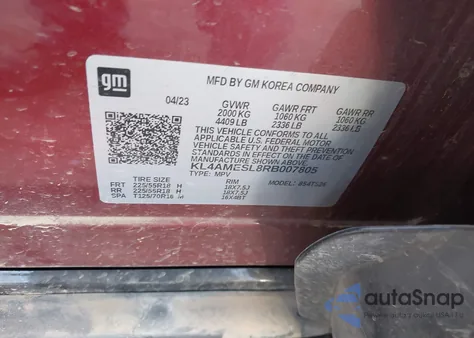 gm
MFD BY GM KOREA COMPANY
04/23 GVWR GAWR FRT GAWR RR
2000 KG 1060 KG 1060 KG
4409 LB 2336 LB 2336 LB
THIS VEHICLE CONFORMS TO ALL
APPLICABLE U.S. FEDERAL MOTOR
VEHICLE SAFETY AND THEFT PREVENTION
STANDARDS IN EFFECT ON THE DATE OF
MANUFACTURE SHOWN ABOVE.
KL4AMESL8RB007805
TYPE: MPV MODEL:
TIRE SIZE RIM
FRT 225/55R18 H 18X7.5J
RR 225/55R18 H 18X7.5J
SPA T125/70R16 M 16X4BT
autoSnap